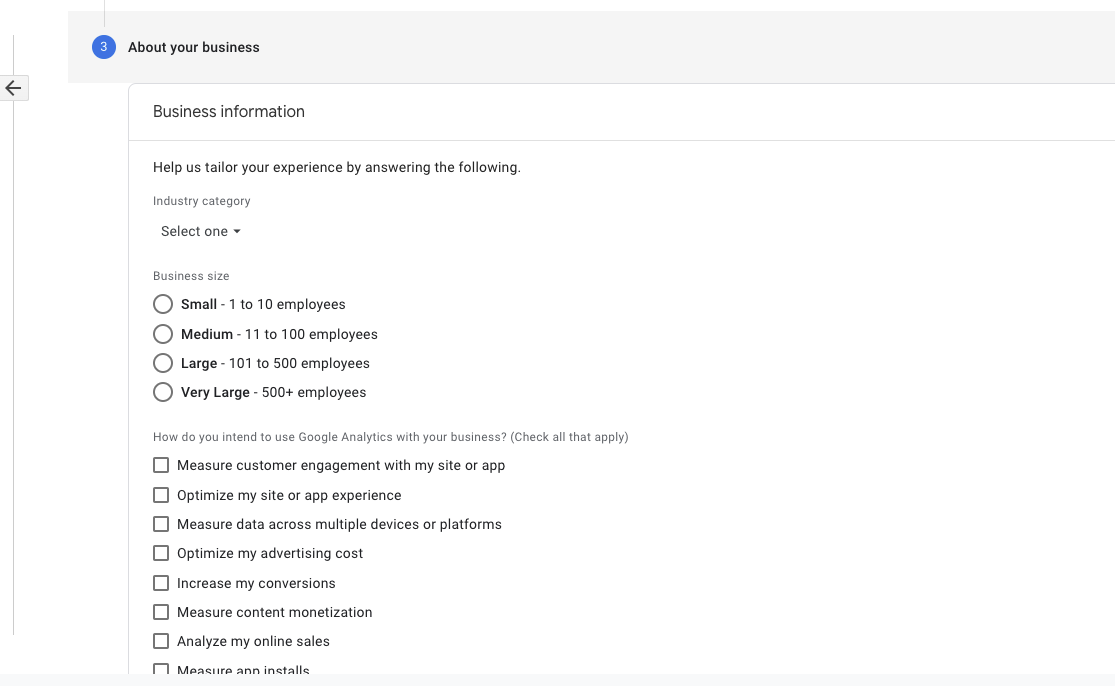 3 About your business
Business information
Help us tailor your experience by answering the following.
Industry category
Select one
Business size
Small - 1 to 10 employees
Medium - 11 to 100 employees
Large - 101 to 500 employees
Very Large - 500+ employees
How do you intend to use Google Analytics with your business? (Check all that apply)
Measure customer engagement with my site or app
Optimize my site or app experience
Measure data across multiple devices or platforms
Optimize my advertising cost
Increase my conversions
Measure content monetization
Analyze my online sales
Measure app installs